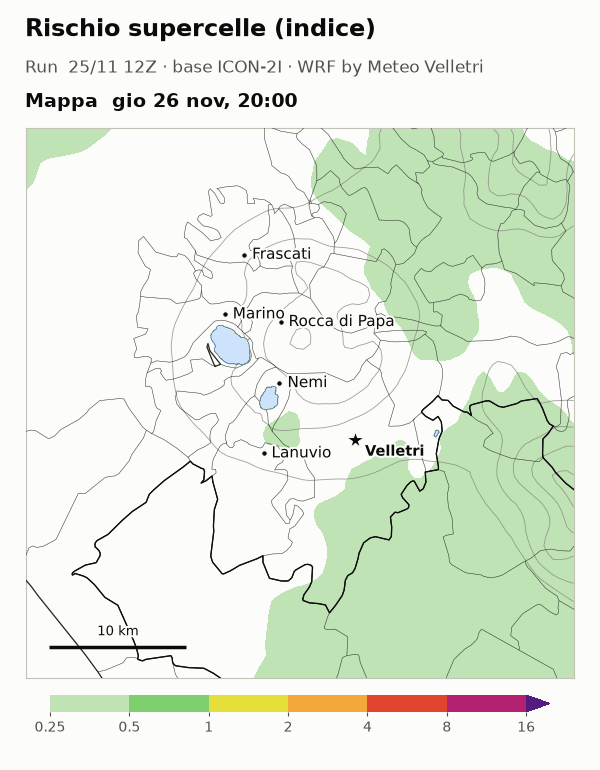 Rischio supercelle (indice)
Run  25/11 12Z · base ICON-2I · WRF by Meteo Velletri
Mappa  gio 26 nov, 20:00
Frascati
Marino
Rocca di Papa
Nemi
Velletri
Lanuvio
10 km
0.25 0.5 1 2 4 8 16